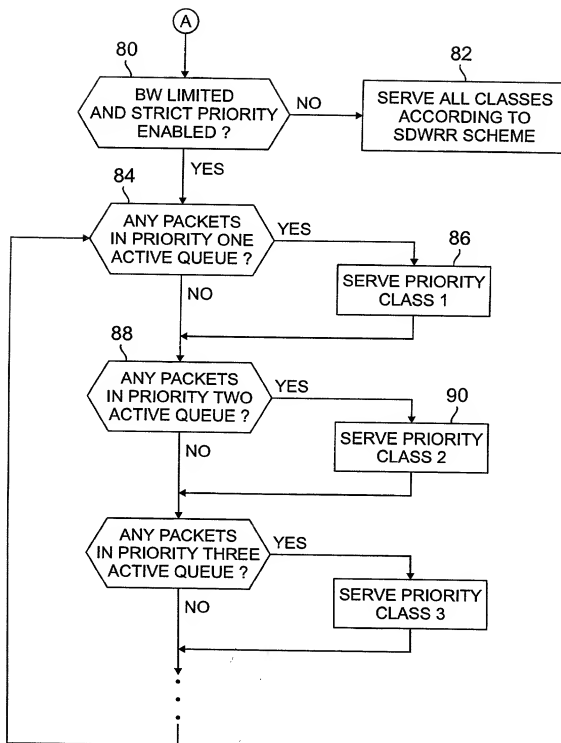 A
80
BW LIMITED
AND STRICT PRIORITY
ENABLED ?
NO
82
SERVE ALL CLASSES
ACCORDING TO
SDWRR SCHEME
YES
84
ANY PACKETS
IN PRIORITY ONE
ACTIVE QUEUE ?
YES
86
SERVE PRIORITY
CLASS 1
NO
88
ANY PACKETS
IN PRIORITY TWO
ACTIVE QUEUE ?
YES
90
SERVE PRIORITY
CLASS 2
NO
ANY PACKETS
IN PRIORITY THREE
ACTIVE QUEUE ?
YES
SERVE PRIORITY
CLASS 3
NO